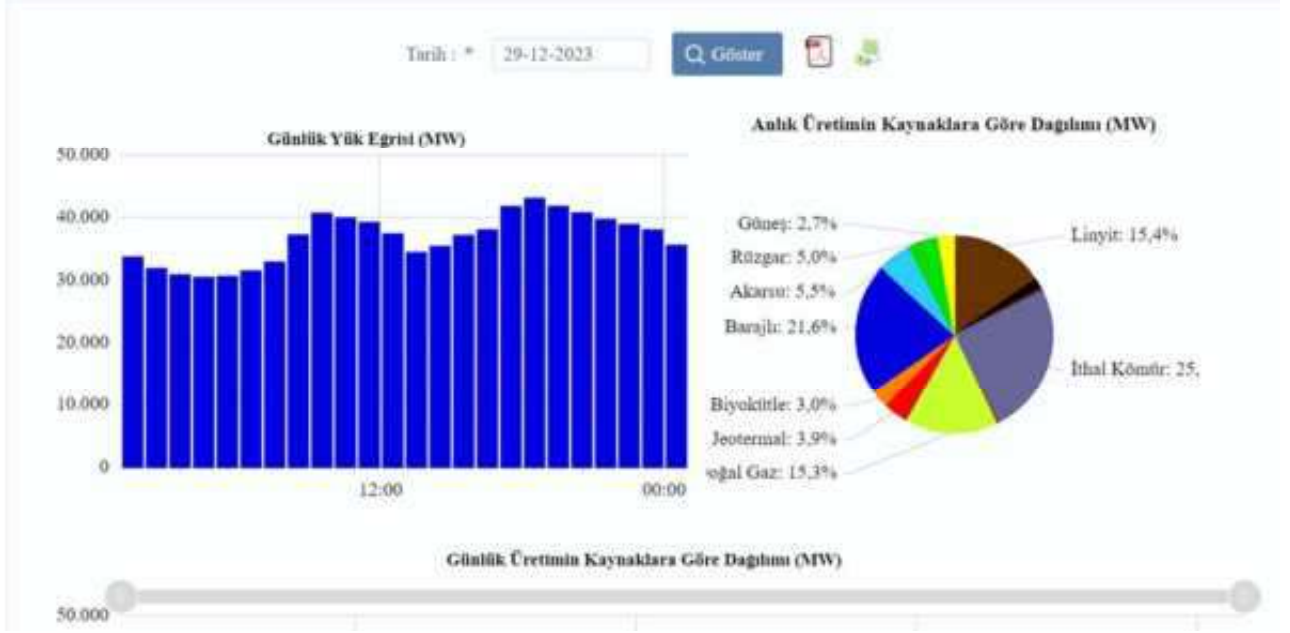 Tarih : * 29-12-2023 Göster
Günlük Yük Eğrisi (MW)
50.000
40.000
30.000
20.000
10.000
0
12:00 00:00
Anlık Üretimin Kaynaklara Göre Dağılımı (MW)
Güneş: 2,7%
Rüzgar: 5,0%
Akarsu: 5,5%
Barajlı: 21,6%
Biyokütle: 3,0%
Jeotermal: 3,9%
oğal Gaz: 15,3%
Linyit: 15,4%
İthal Kömür: 25,
Günlük Üretimin Kaynaklara Göre Dağılımı (MW)
50.000